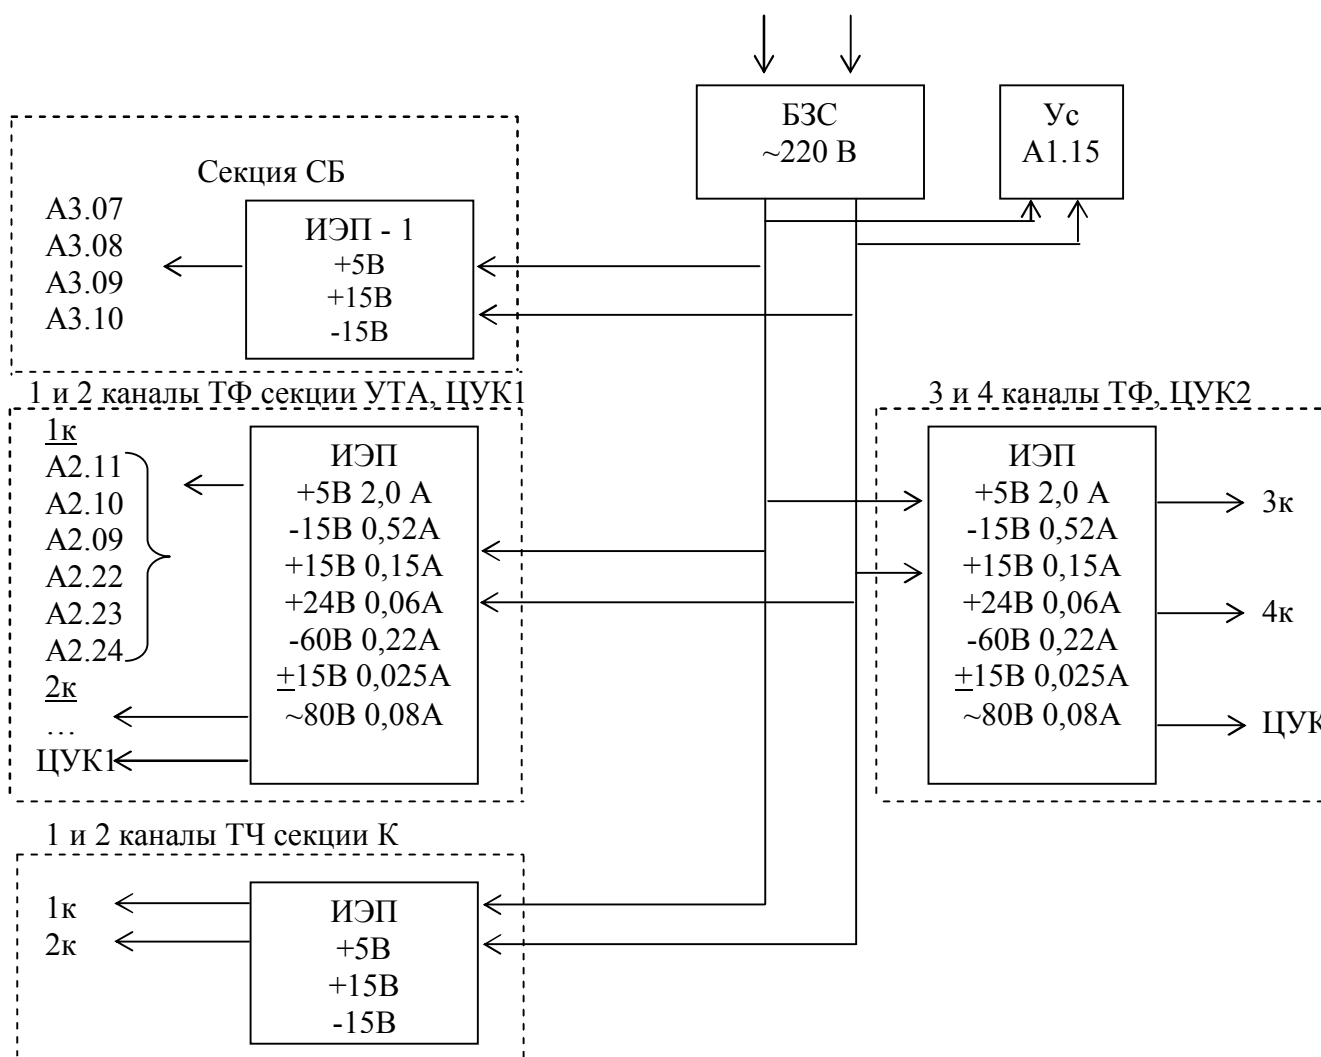 БЗС
~220 В
Ус
А1.15
Секция СБ
А3.07
А3.08
А3.09
А3.10
ИЭП - 1
+5В
+15В
-15В
1 и 2 каналы ТФ секции УТА, ЦУК1
1к
А2.11
А2.10
А2.09
А2.22
А2.23
А2.24
2к
…
ЦУК1
ИЭП
+5В 2,0 А
-15В 0,52А
+15В 0,15А
+24В 0,06А
-60В 0,22А
±15В 0,025А
~80В 0,08А
3 и 4 каналы ТФ, ЦУК2
ИЭП
+5В 2,0 А
-15В 0,52А
+15В 0,15А
+24В 0,06А
-60В 0,22А
±15В 0,025А
~80В 0,08А
3к
4к
ЦУК
1 и 2 каналы ТЧ секции К
1к
2к
ИЭП
+5В
+15В
-15В